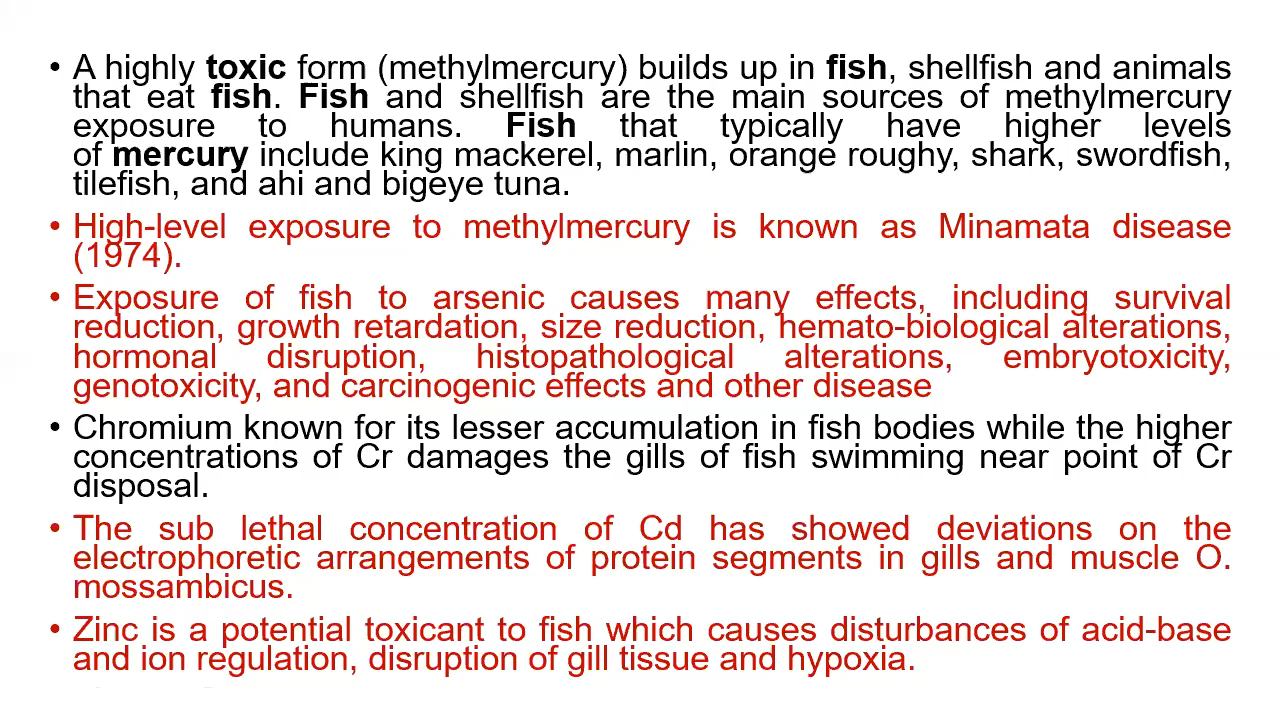 • A highly toxic form (methylmercury) builds up in fish, shellfish and animals
that eat fish. Fish and shellfish are the main sources of methylmercury
exposure to humans. Fish that typically have higher levels
of mercury include king mackerel, marlin, orange roughy, shark, swordfish,
tilefish, and ahi and bigeye tuna.
• High-level exposure to methylmercury is known as Minamata disease
(1974).
• Exposure of fish to arsenic causes many effects, including survival
reduction, growth retardation, size reduction, hemato-biological alterations,
hormonal disruption, histopathological alterations, embryotoxicity,
genotoxicity, and carcinogenic effects and other disease
• Chromium known for its lesser accumulation in fish bodies while the higher
concentrations of Cr damages the gills of fish swimming near point of Cr
disposal.
• The sub lethal concentration of Cd has showed deviations on the
electrophoretic arrangements of protein segments in gills and muscle O.
mossambicus.
• Zinc is a potential toxicant to fish which causes disturbances of acid-base
and ion regulation, disruption of gill tissue and hypoxia.